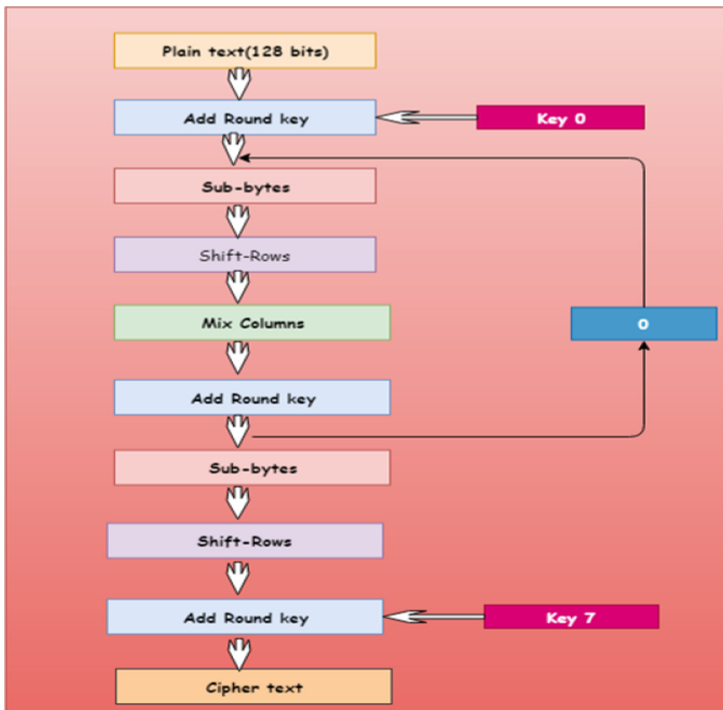 Plain text(128 bits)
Add Round key
Key 0
Sub-bytes
Shift-Rows
Mix Columns
0
Add Round key
Sub-bytes
Shift-Rows
Add Round key
Key 7
Cipher text